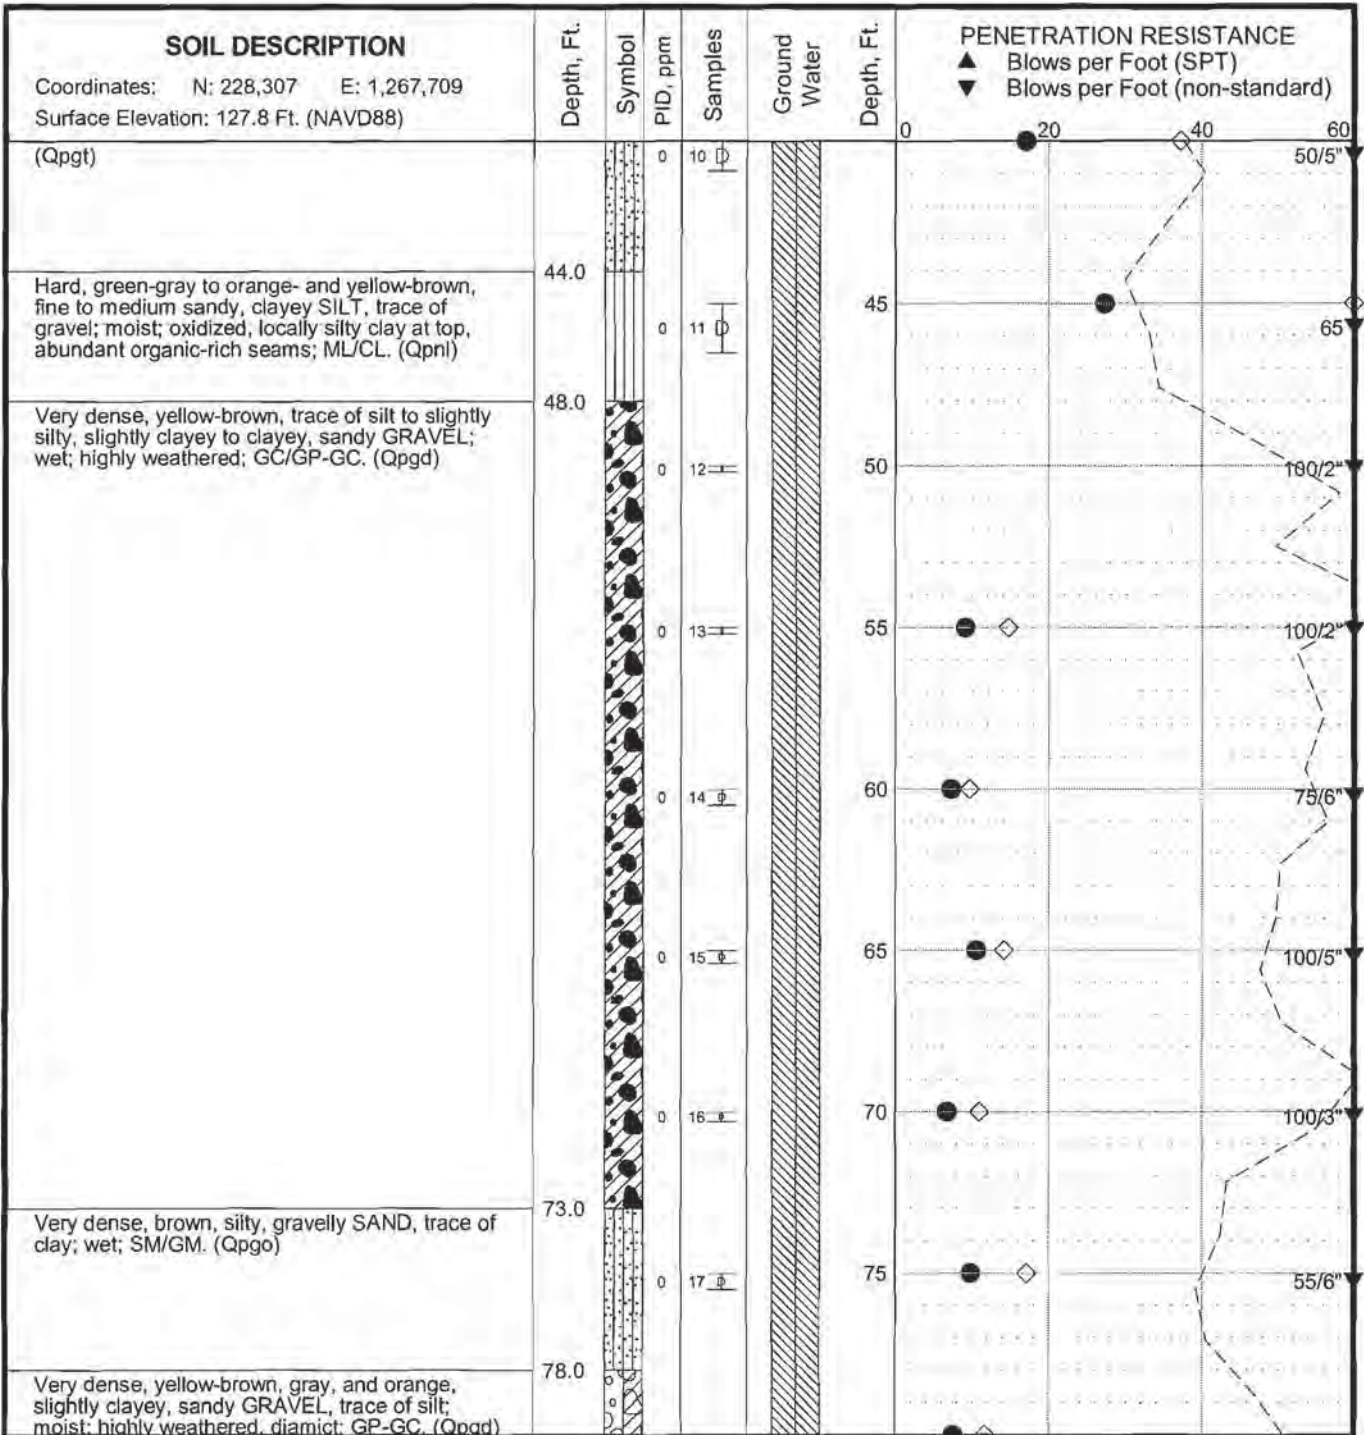 SOIL DESCRIPTION
Coordinates: N: 228,307 E: 1,267,709
Surface Elevation: 127.8 Ft. (NAVD88)
Depth, Ft.
Symbol
PID, ppm
Samples
Ground
Water
Depth, Ft.
PENETRATION RESISTANCE
▲ Blows per Foot (SPT)
▼ Blows per Foot (non-standard)
0 20 40 60
(Qpgt)
0 10 50/5"
44.0
Hard, green-gray to orange- and yellow-brown,
fine to medium sandy, clayey SILT, trace of
gravel; moist; oxidized, locally silty clay at top,
abundant organic-rich seams; ML/CL. (Qpnl)
0 11 45 65
48.0
Very dense, yellow-brown, trace of silt to slightly
silty, slightly clayey to clayey, sandy GRAVEL;
wet; highly weathered; GC/GP-GC. (Qpgd)
0 12 50 100/2"
0 13 55 100/2"
0 14 60 75/6"
0 15 65 100/5"
0 16 70 100/3"
73.0
Very dense, brown, silty, gravelly SAND, trace of
clay; wet; SM/GM. (Qpgo)
0 17 75 55/6"
78.0
Very dense, yellow-brown, gray, and orange,
slightly clayey, sandy GRAVEL, trace of silt;
moist; highly weathered, diamict; GP-GC. (Qpgd)